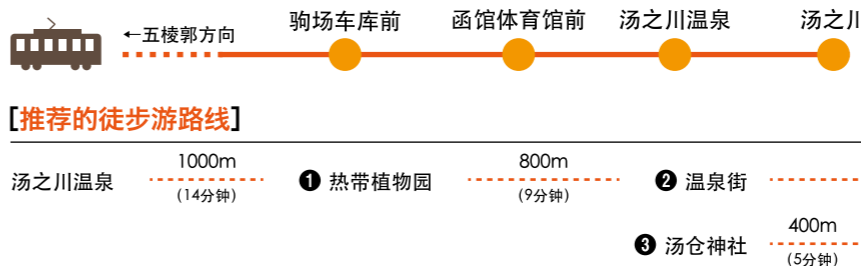 ←五棱郭方向 驹场车库前 函馆体育馆前 汤之川温泉 汤之川
[推荐的徒步游路线]
汤之川温泉 1000m (14分钟) ❶ 热带植物园 800m (9分钟) ❷ 温泉街
❸ 汤仓神社 400m (5分钟)